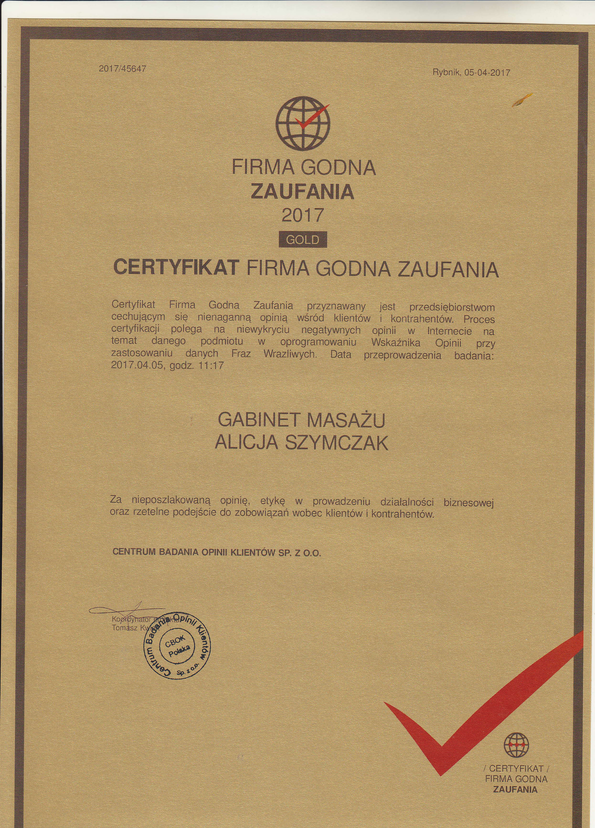 2017/45647
Rybnik, 05-04-2017
FIRMA GODNA
ZAUFANIA
2017
GOLD
CERTYFIKAT FIRMA GODNA ZAUFANIA
Certyfikat Firma Godna Zaufania przyznawany jest przedsiębiorstwom
cechującym się nienaganną opinią wśród klientów i kontrahentów. Proces
certyfikacji polega na niewykryciu negatywnych opinii w Internecie na
temat danego podmiotu w oprogramowaniu Wskaźnika Opinii przy
zastosowaniu danych Fraz Wrazliwych. Data przeprowadzenia badania:
2017.04.05, godz. 11:17
GABINET MASAŻU
ALICJA SZYMCZAK
Za nieposzlakowaną opinię, etykę w prowadzeniu działalności biznesowej
oraz rzetelne podejście do zobowiązań wobec klientów i kontrahentów.
CENTRUM BADANIA OPINII KLIENTÓW SP. Z O.O.
Koordynator
Tomasz
Centrum Badania Opinii Klientów
Sp. z o.o.
CBOK
Polska
/ CERTYFIKAT /
FIRMA GODNA
ZAUFANIA